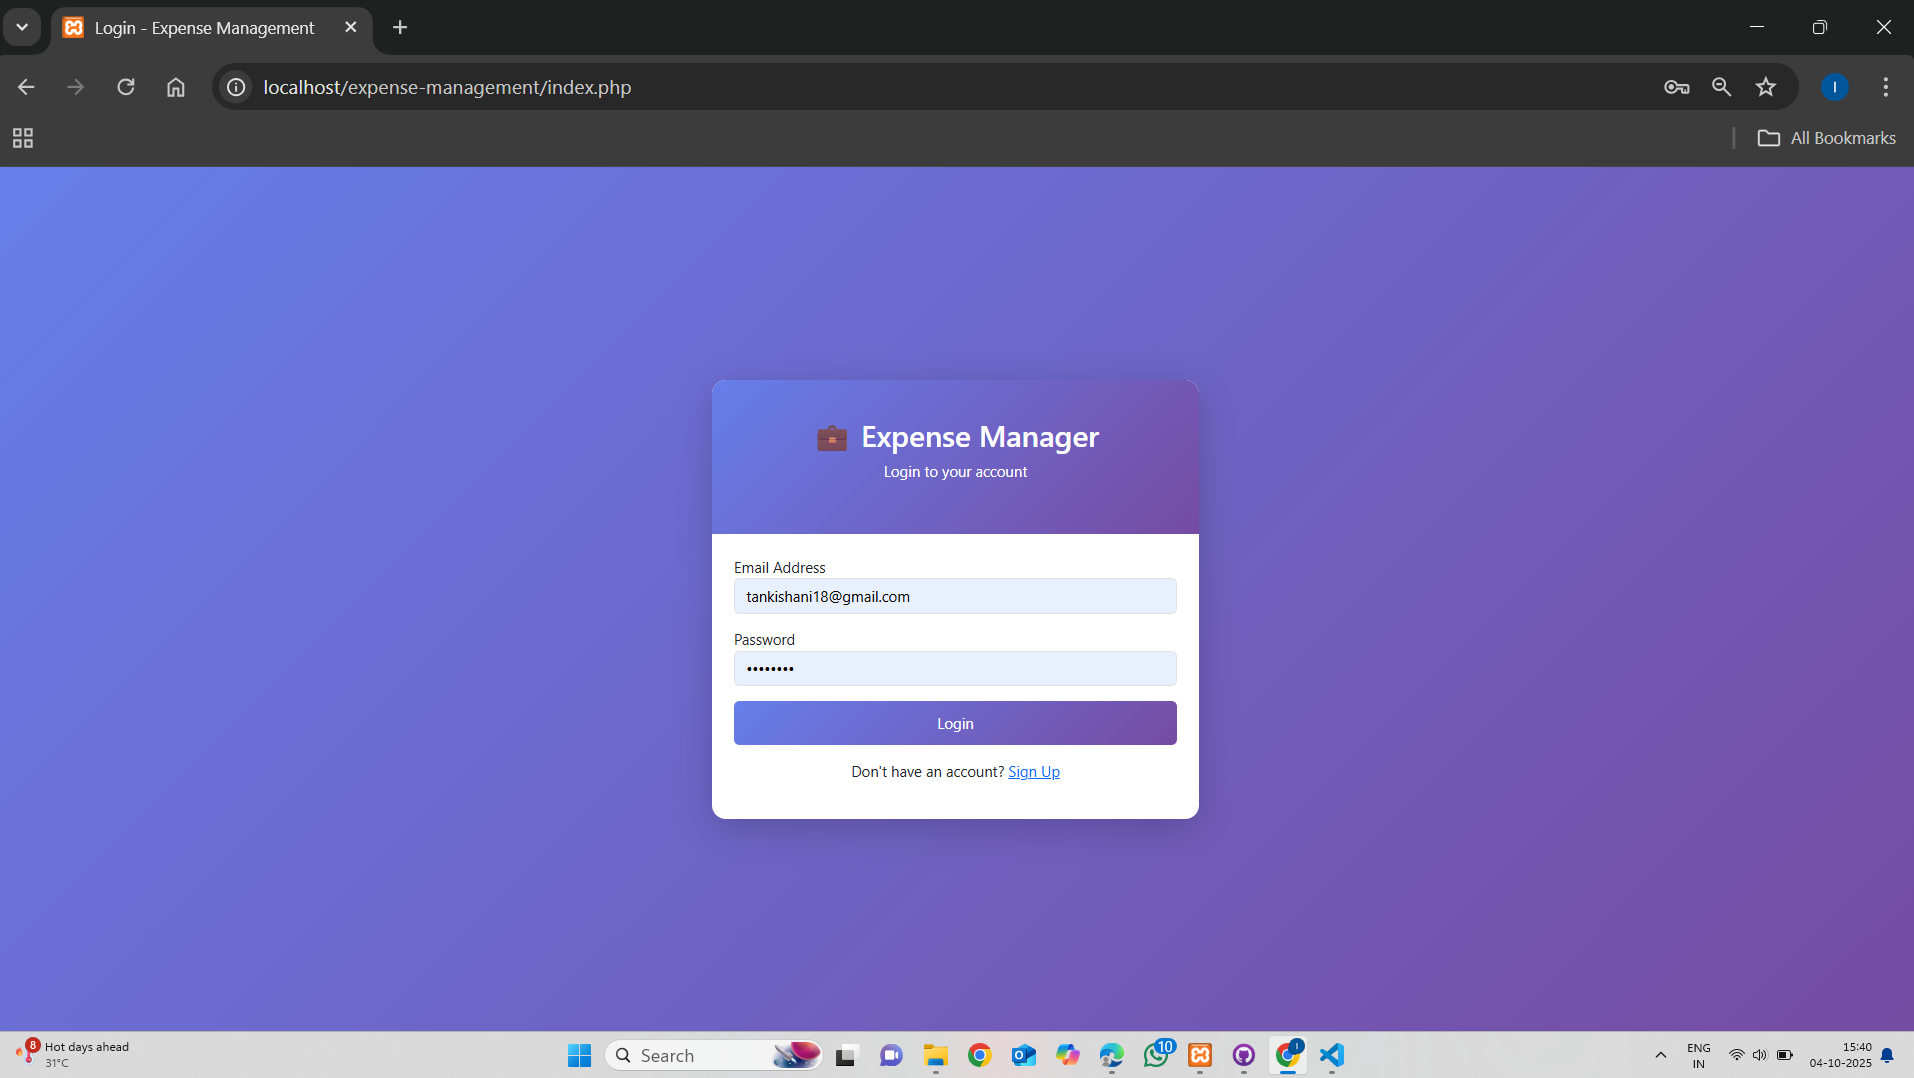 Login - Expense Management
localhost/expense-management/index.php
All Bookmarks
Expense Manager
Login to your account
Email Address
tankishani18@gmail.com
Password
••••••••
Login
Don't have an account? Sign Up
8
Hot days ahead
31°C
Search
10
ENG
IN
15:40
04-10-2025